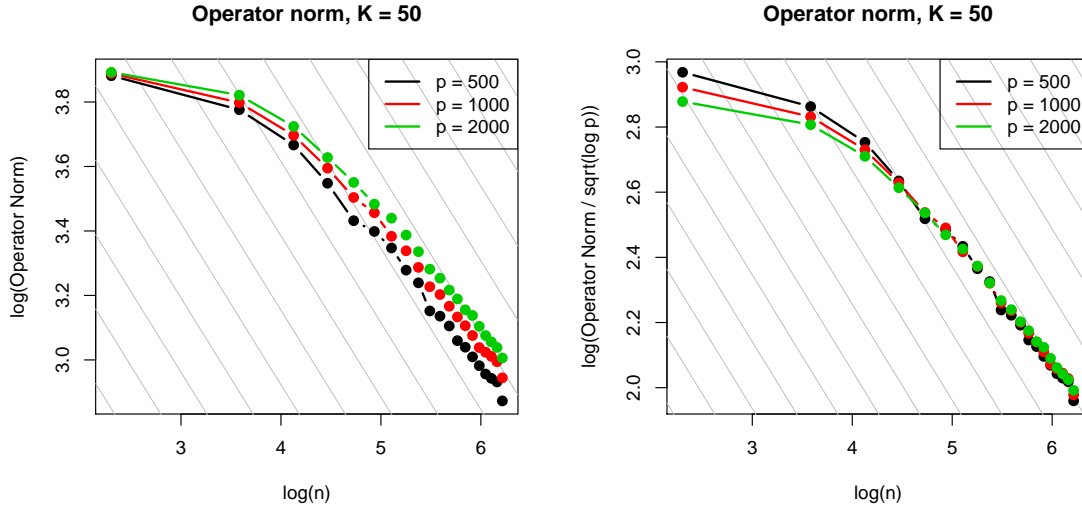 Operator norm, K = 50
log(Operator Norm)
3.8
3.6
3.4
3.2
3.0
p = 500
p = 1000
p = 2000
3 4 5 6
log(n)
Operator norm, K = 50
log(Operator Norm / sqrt(log p))
3.0
2.8
2.6
2.4
2.2
2.0
p = 500
p = 1000
p = 2000
3 4 5 6
log(n)